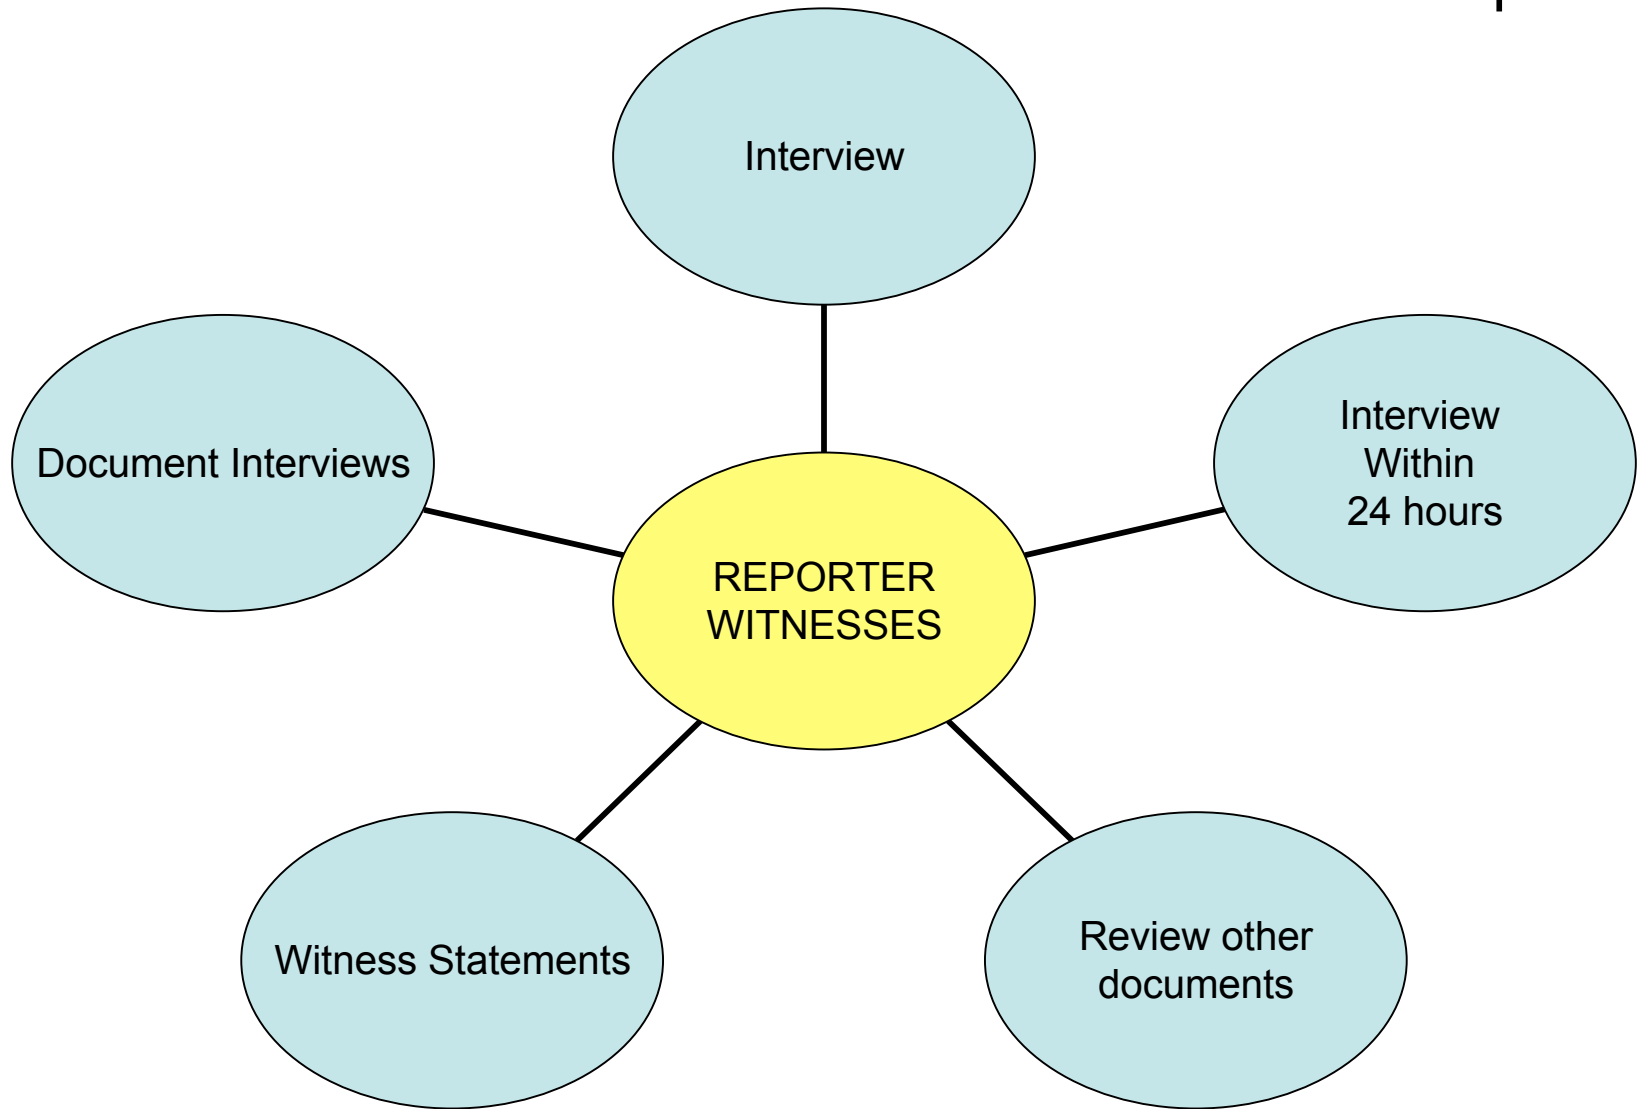 Interview
Interview
Within
24 hours
Document Interviews
REPORTER
WITNESSES
Review other
documents
Witness Statements